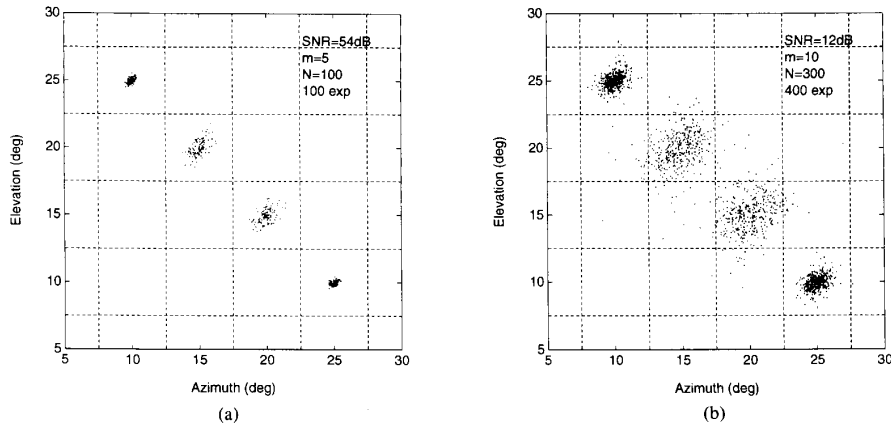 30
25
20
15
10
5
Elevation (deg)
SNR=54dB
m=5
N=100
100 exp
5
10
15
20
25
30
Azimuth (deg)
(a)
30
25
20
15
10
5
Elevation (deg)
SNR=12dB
m=10
N=300
400 exp
5
10
15
20
25
30
Azimuth (deg)
(b)